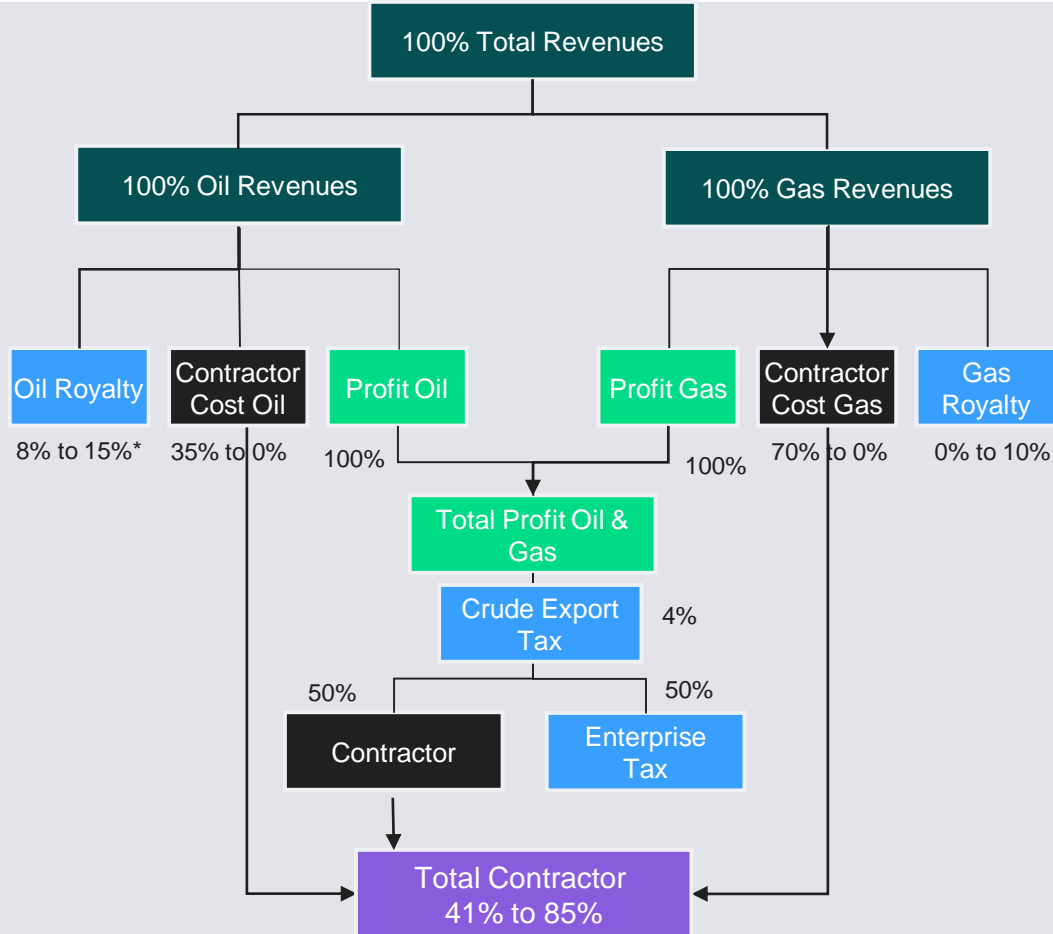 100% Total Revenues
100% Oil Revenues
100% Gas Revenues
Oil Royalty
Contractor
Cost Oil
Profit Oil
Profit Gas
Contractor
Cost Gas
Gas
Royalty
8% to 15%*
35% to 0%
100%
100%
70% to 0%
0% to 10%
Total Profit Oil &
Gas
Crude Export
Tax
4%
50%
50%
Contractor
Enterprise
Tax
Total Contractor
41% to 85%